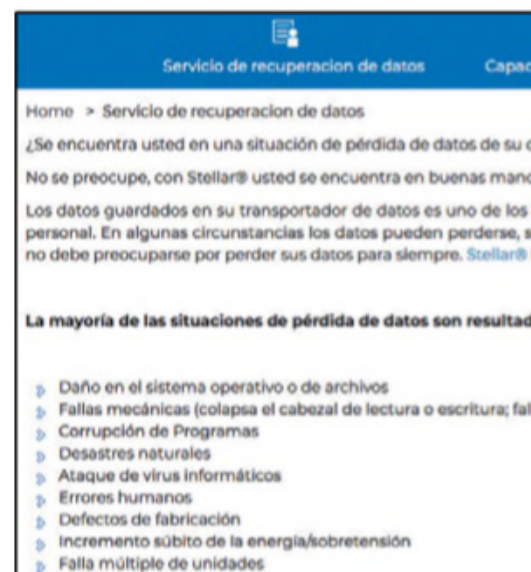 Servicio de recuperacion de datos Capac
Home > Servicio de recuperacion de datos
¿Se encuentra usted en una situación de pérdida de datos de su
No se preocupe, con Stellar® usted se encuentra en buenas mano
Los datos guardados en su transportador de datos es uno de los
personal. En algunas circunstancias los datos pueden perderse, s
no debe preocuparse por perder sus datos para siempre. Stellar®
La mayoría de las situaciones de pérdida de datos son resultad
Daño en el sistema operativo o de archivos
Fallas mecánicas (colapsa el cabezal de lectura o escritura; fal
Corrupción de Programas
Desastres naturales
Ataque de virus informáticos
Errores humanos
Defectos de fabricación
Incremento súbito de la energía/sobretensión
Falla múltiple de unidades